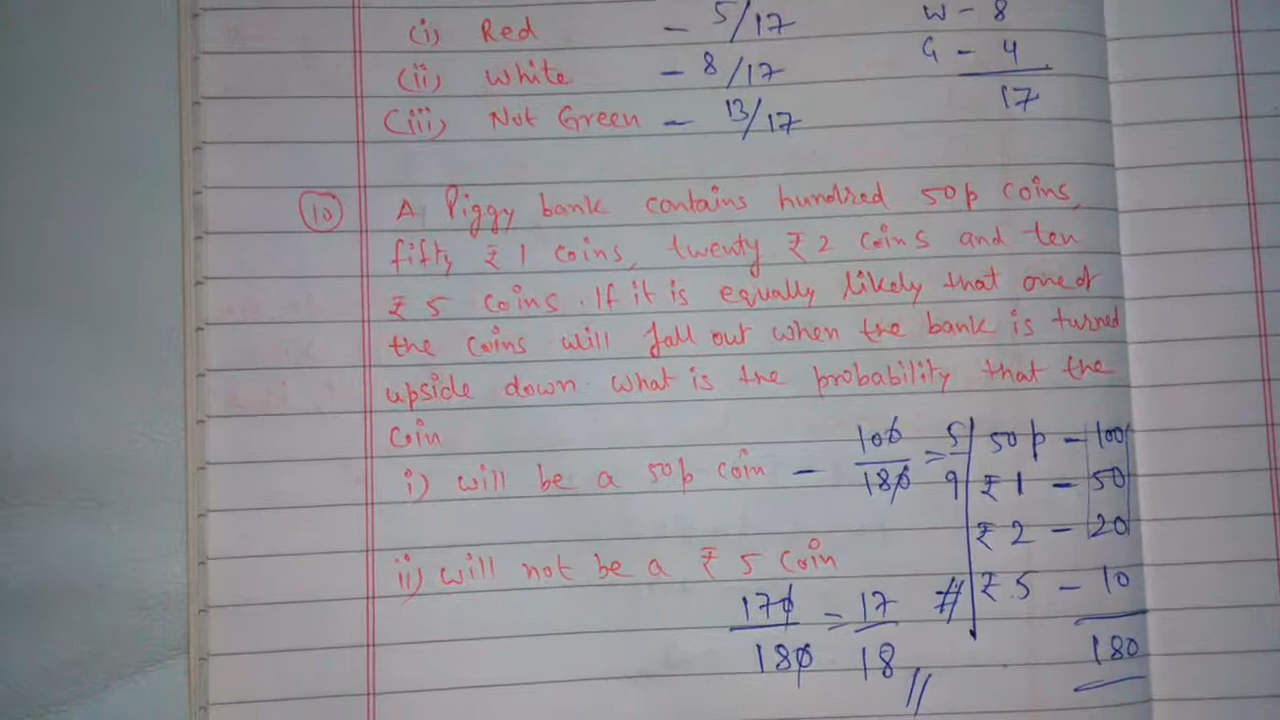 (i) Red - 5/17 W - 8
(ii) White - 8/17 G - 4
(iii) Not Green - 13/17 17
(10) A Piggy bank contains hundred 50p coins,
fifty ₹ 1 coins, twenty ₹ 2 coins and ten
₹ 5 coins. If it is equally likely that one of
the coins will fall out when the bank is turned
upside down. What is the probability that the
coin
i) will be a 50p coin - 100/180 = 5/9 50p - 100
₹ 1 - 50
₹ 2 - 20
ii) will not be a ₹ 5 coin
170/180 = 17/18 // # ₹ 5 - 10
180